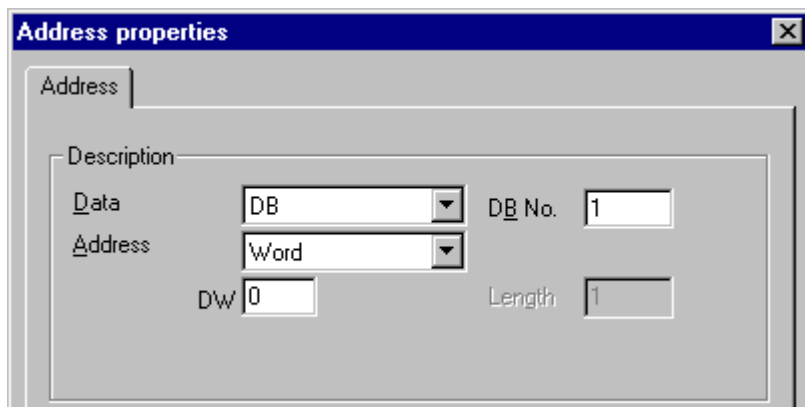 Address properties
Address
Description
Data DB DB No. 1
Address Word
DW 0 Length 1